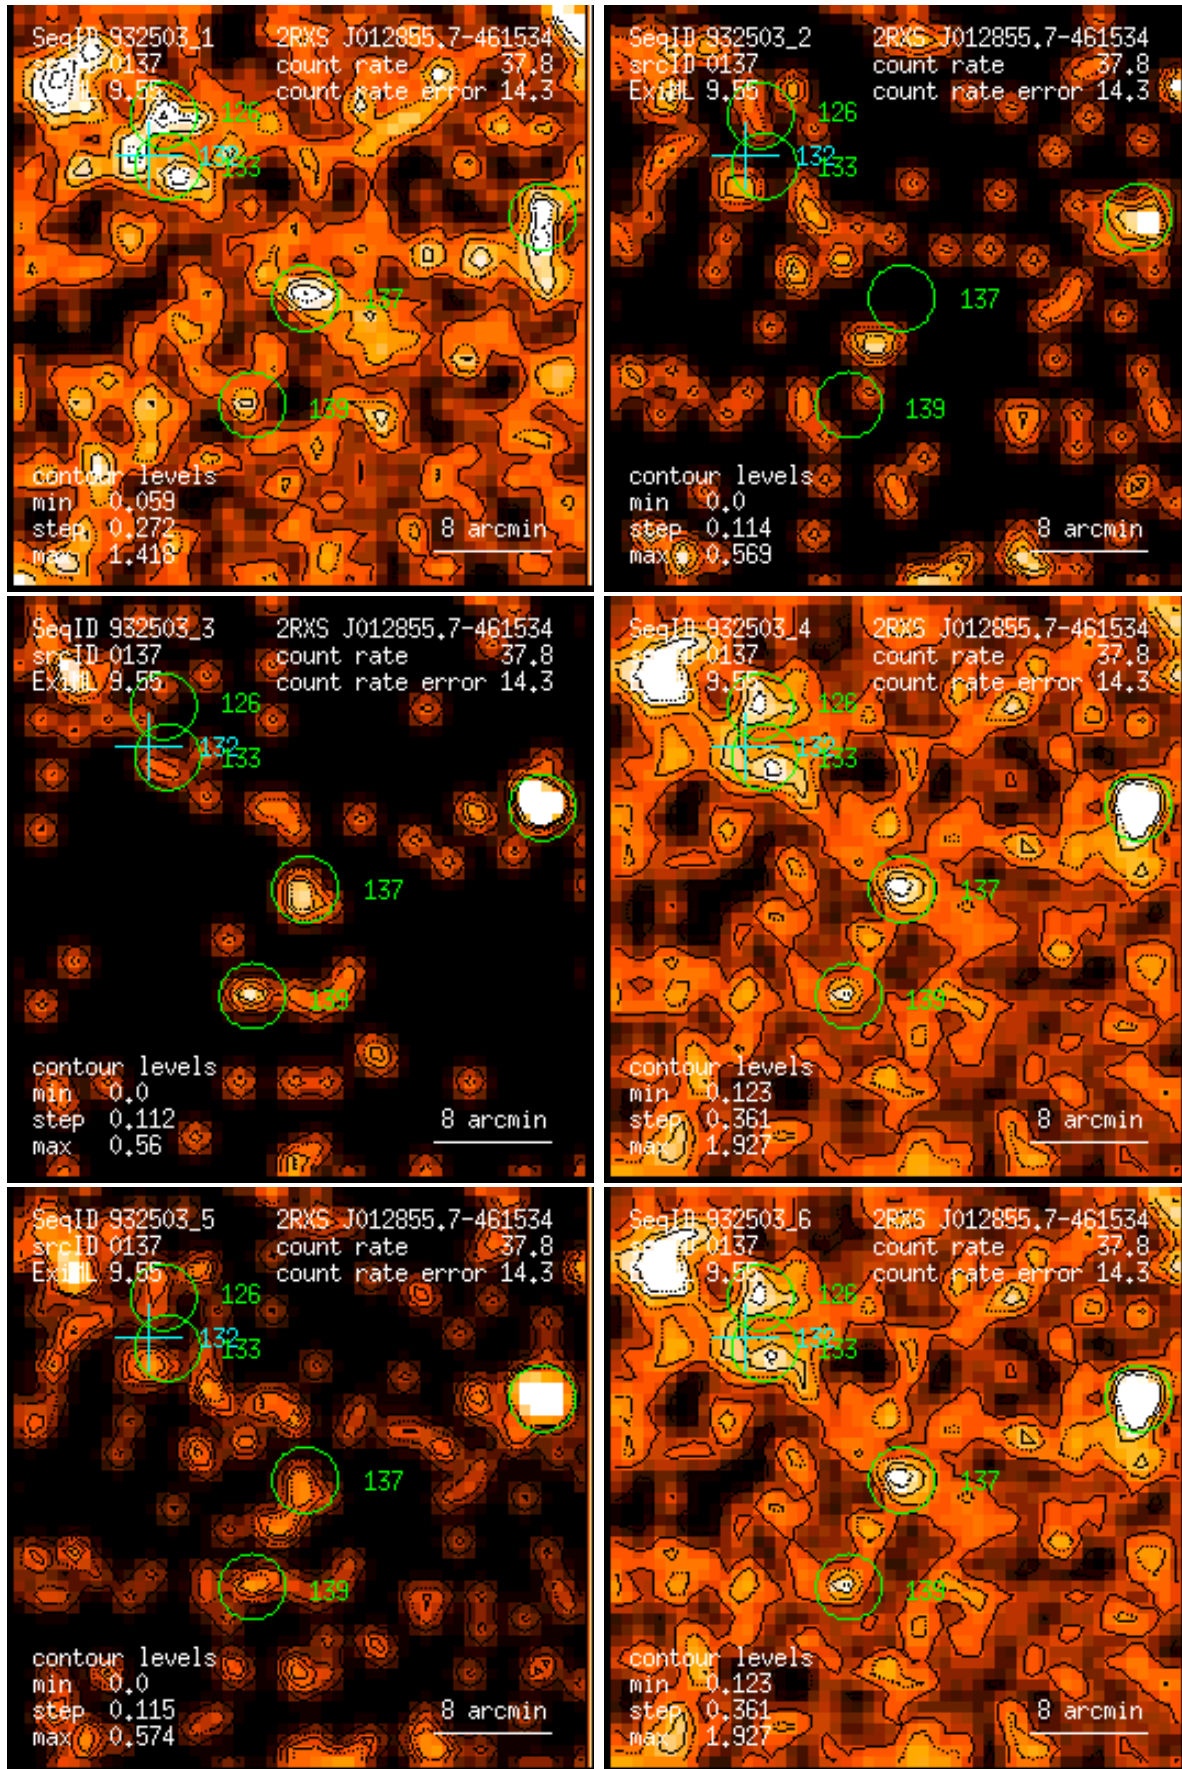 SeqID 932503_1 2RXS J012855.7-461534
srcID 0137 count rate 37.8
ExiML 9.55 count rate error 14.3
126
132
133
137
139
contour levels
min 0.059
step 0.272 8 arcmin
max 1.418
SeqID 932503_2 2RXS J012855.7-461534
srcID 0137 count rate 37.8
ExiML 9.55 count rate error 14.3
126
132
133
137
139
contour levels
min 0.0
step 0.114 8 arcmin
max 0.569
SeqID 932503_3 2RXS J012855.7-461534
srcID 0137 count rate 37.8
ExiML 9.55 count rate error 14.3
126
132
133
137
139
contour levels
min 0.0
step 0.112 8 arcmin
max 0.56
SeqID 932503_4 2RXS J012855.7-461534
srcID 0137 count rate 37.8
9.55 count rate error 14.3
126
132
133
137
139
contour levels
min 0.123
step 0.361 8 arcmin
max 1.927
SeqID 932503_5 2RXS J012855.7-461534
srcID 0137 count rate 37.8
ExiML 9.55 count rate error 14.3
126
132
133
137
139
contour levels
min 0.0
step 0.115 8 arcmin
max 0.574
SeqID 932503_6 2RXS J012855.7-461534
0137 count rate 37.8
9.55 count rate error 14.3
126
132
133
137
139
contour levels
min 0.123
step 0.361 8 arcmin
max 1.927